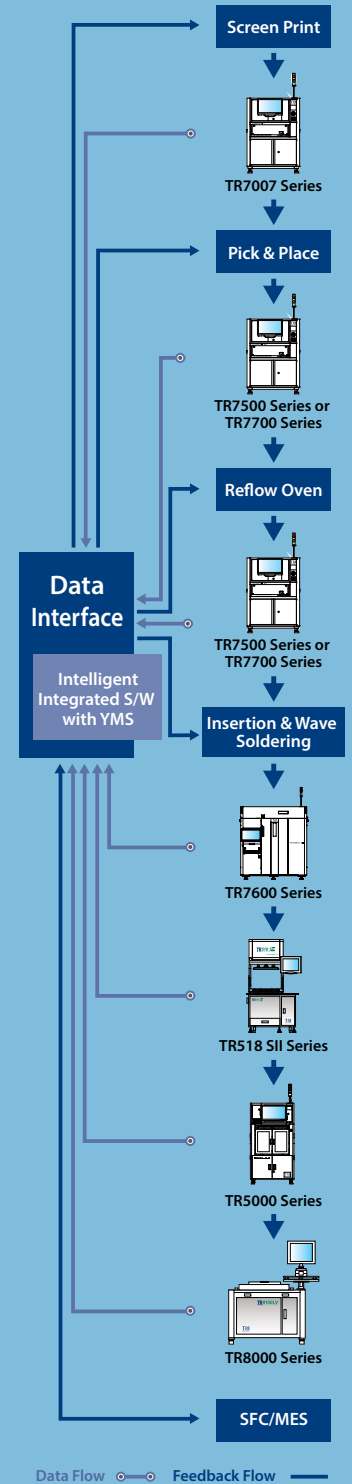 Screen Print
TR7007 Series
Pick & Place
TR7500 Series or
TR7700 Series
Reflow Oven
Data
Interface
Intelligent
Integrated S/W
with YMS
TR7500 Series or
TR7700 Series
Insertion & Wave
Soldering
TR7600 Series
TR518 SII Series
TR5000 Series
TR8000 Series
SFC/MES
Data Flow
Feedback Flow